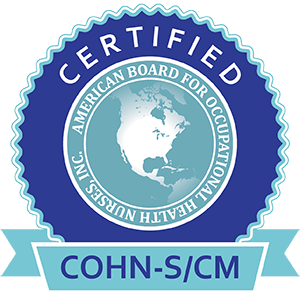 CERTIFIED
AMERICAN BOARD FOR OCCUPATIONAL HEALTH NURSES, INC.
COHN-S/CM